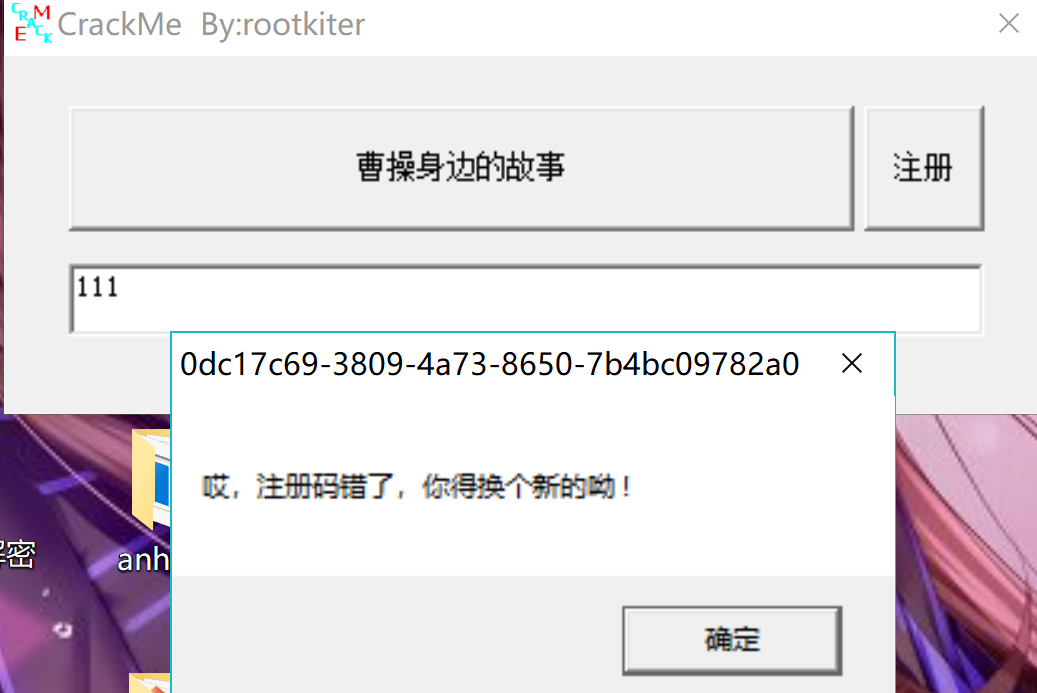 CRACK
ME
CrackMe By:rootkiter
曹操身边的故事
注册
111
0dc17c69-3809-4a73-8650-7b4bc09782a0
哎，注册码错了，你得换个新的呦！
密
anh
确定